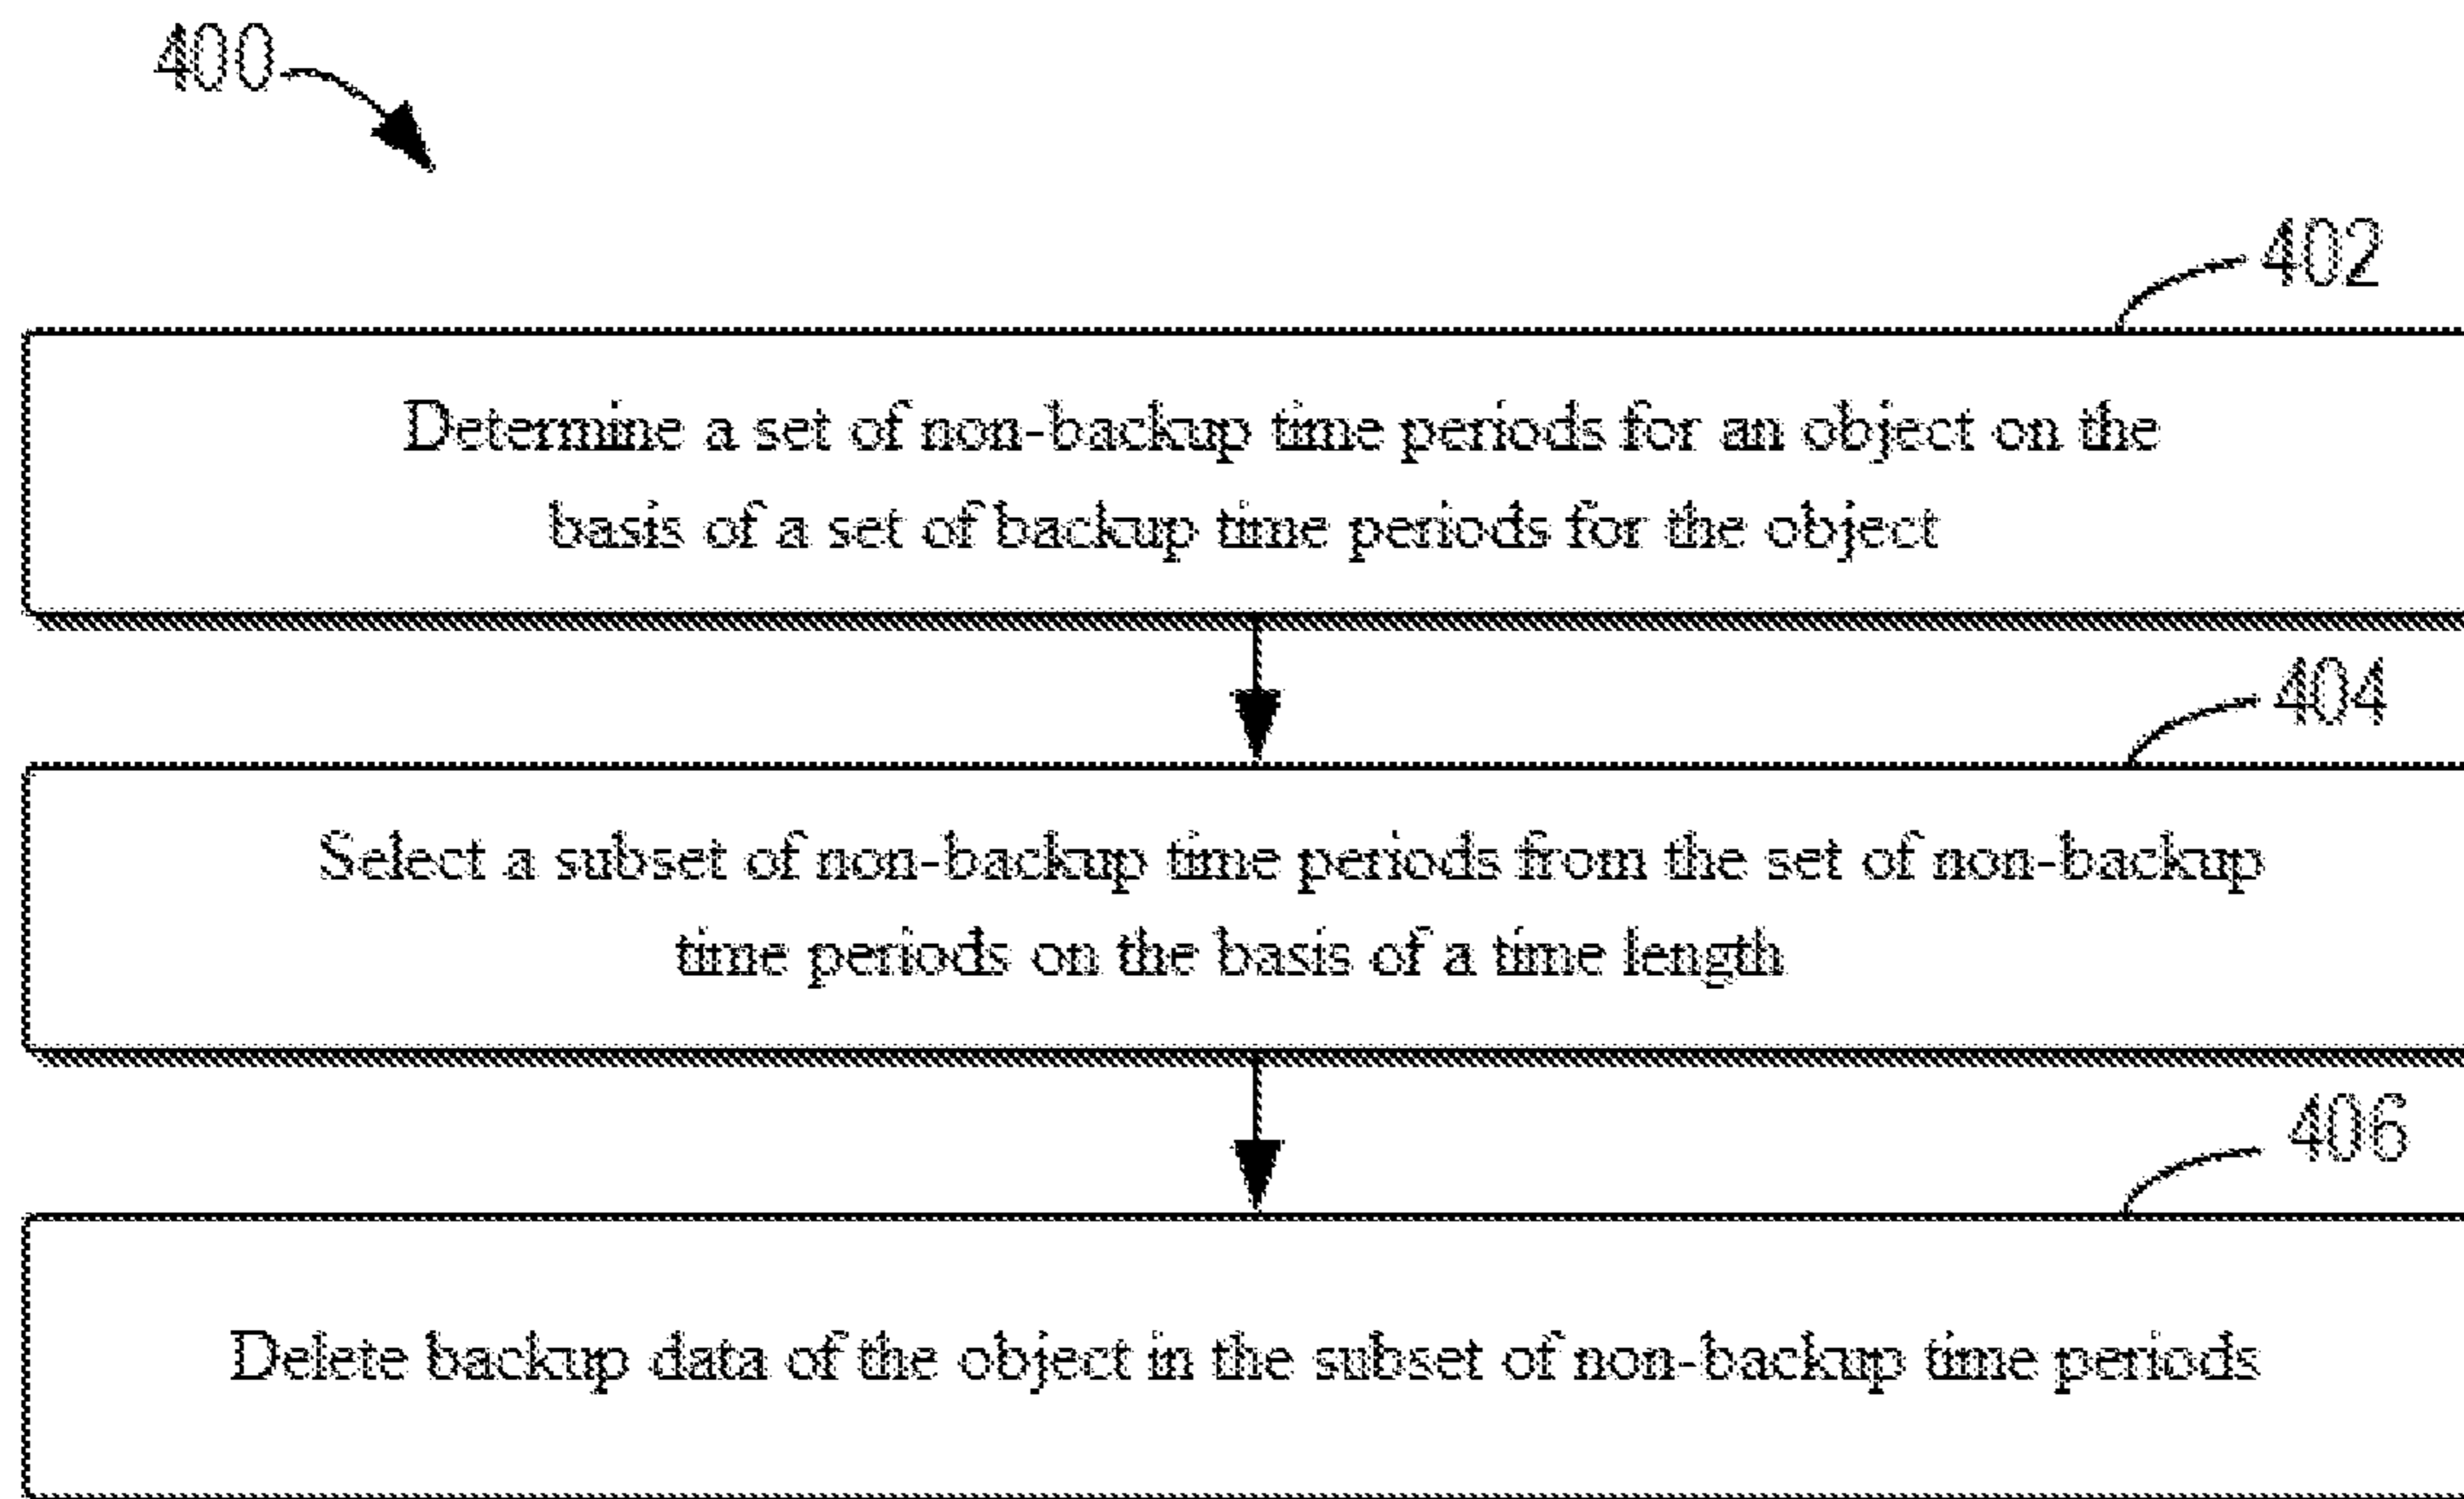 400
402
Determine a set of non-backup time periods for an object on the
basis of a set of backup time periods for the object
404
Select a subset of non-backup time periods from the set of non-backup
time periods on the basis of a time length
406
Delete backup data of the object in the subset of non-backup time periods